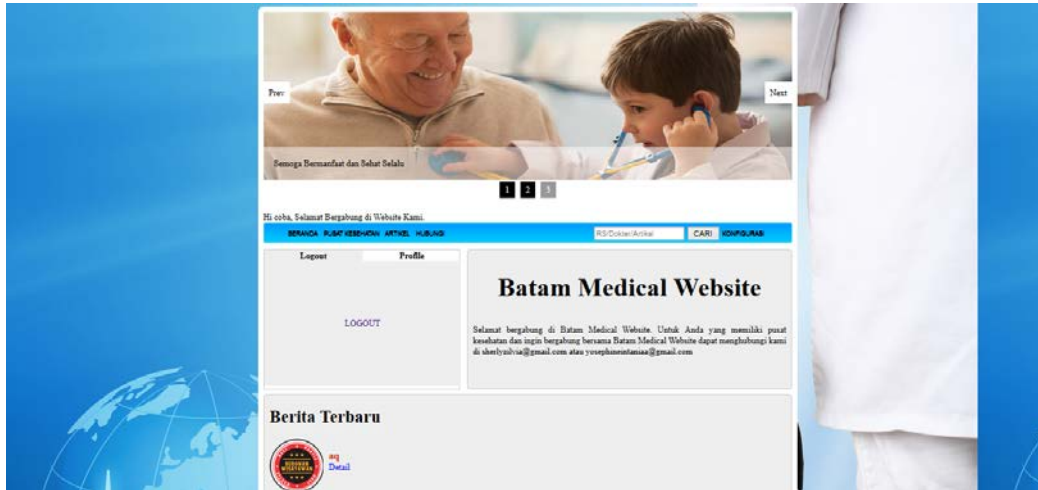 Prev
Next
Semoga Bermanfaat dan Sehat Selalu
1 2 3
Hi coba, Selamat Bergabung di Website Kami.
BERANDA PUSAT KESEHATAN ARTIKEL HUBUNGI RS/Dokter/Artikel CARI KONFIGURASI
Logout Profile
LOGOUT
Batam Medical Website
Selamat bergabung di Batam Medical Website. Untuk Anda yang memiliki pusat
kesehatan dan ingin bergabung bersama Batam Medical Website dapat menghubungi kami
di sherlyzilvia@gmail.com atau yosephineintaniaa@gmail.com
Berita Terbaru
aq
Detail